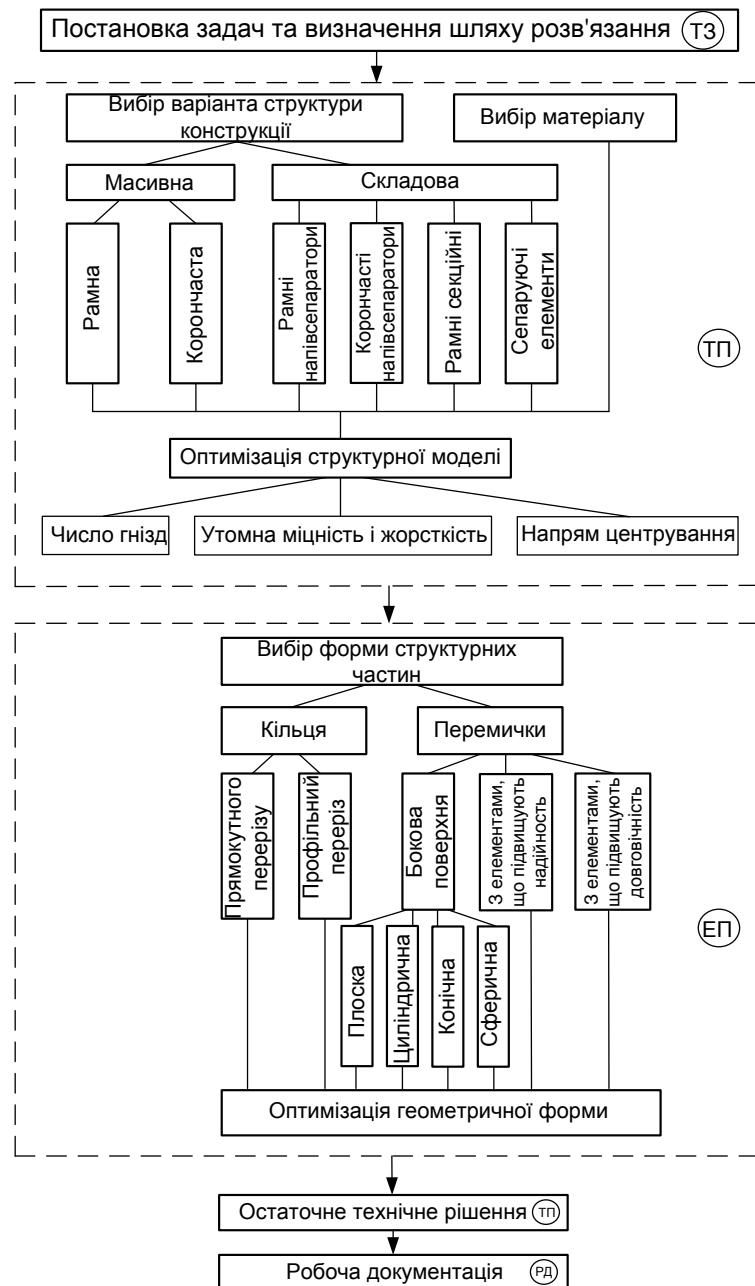 Постановка задач та визначення шляху розв'язання ТЗ
Вибір варіанта структури
конструкції
Вибір матеріалу
Масивна
Складова
Рамна
Корончаста
Рамні
напівсепаратори
Корончасті
напівсепаратори
Рамні секційні
Сепаруючі
елементи
ТП
Оптимізація структурної моделі
Число гнізд
Утомна міцність і жорсткість
Напрям центрування
Вибір форми структурних
частин
Кільця
Перемички
Прямокутного
перерізу
Профільний
переріз
Бокова
поверхня
З елементами,
що підвищують
надійность
З елементами,
що підвищують
довговічність
ЕП
Плоска
Циліндрична
Конічна
Сферична
Оптимізація геометричної форми
Остаточне технічне рішення ТП
Робоча документація РД